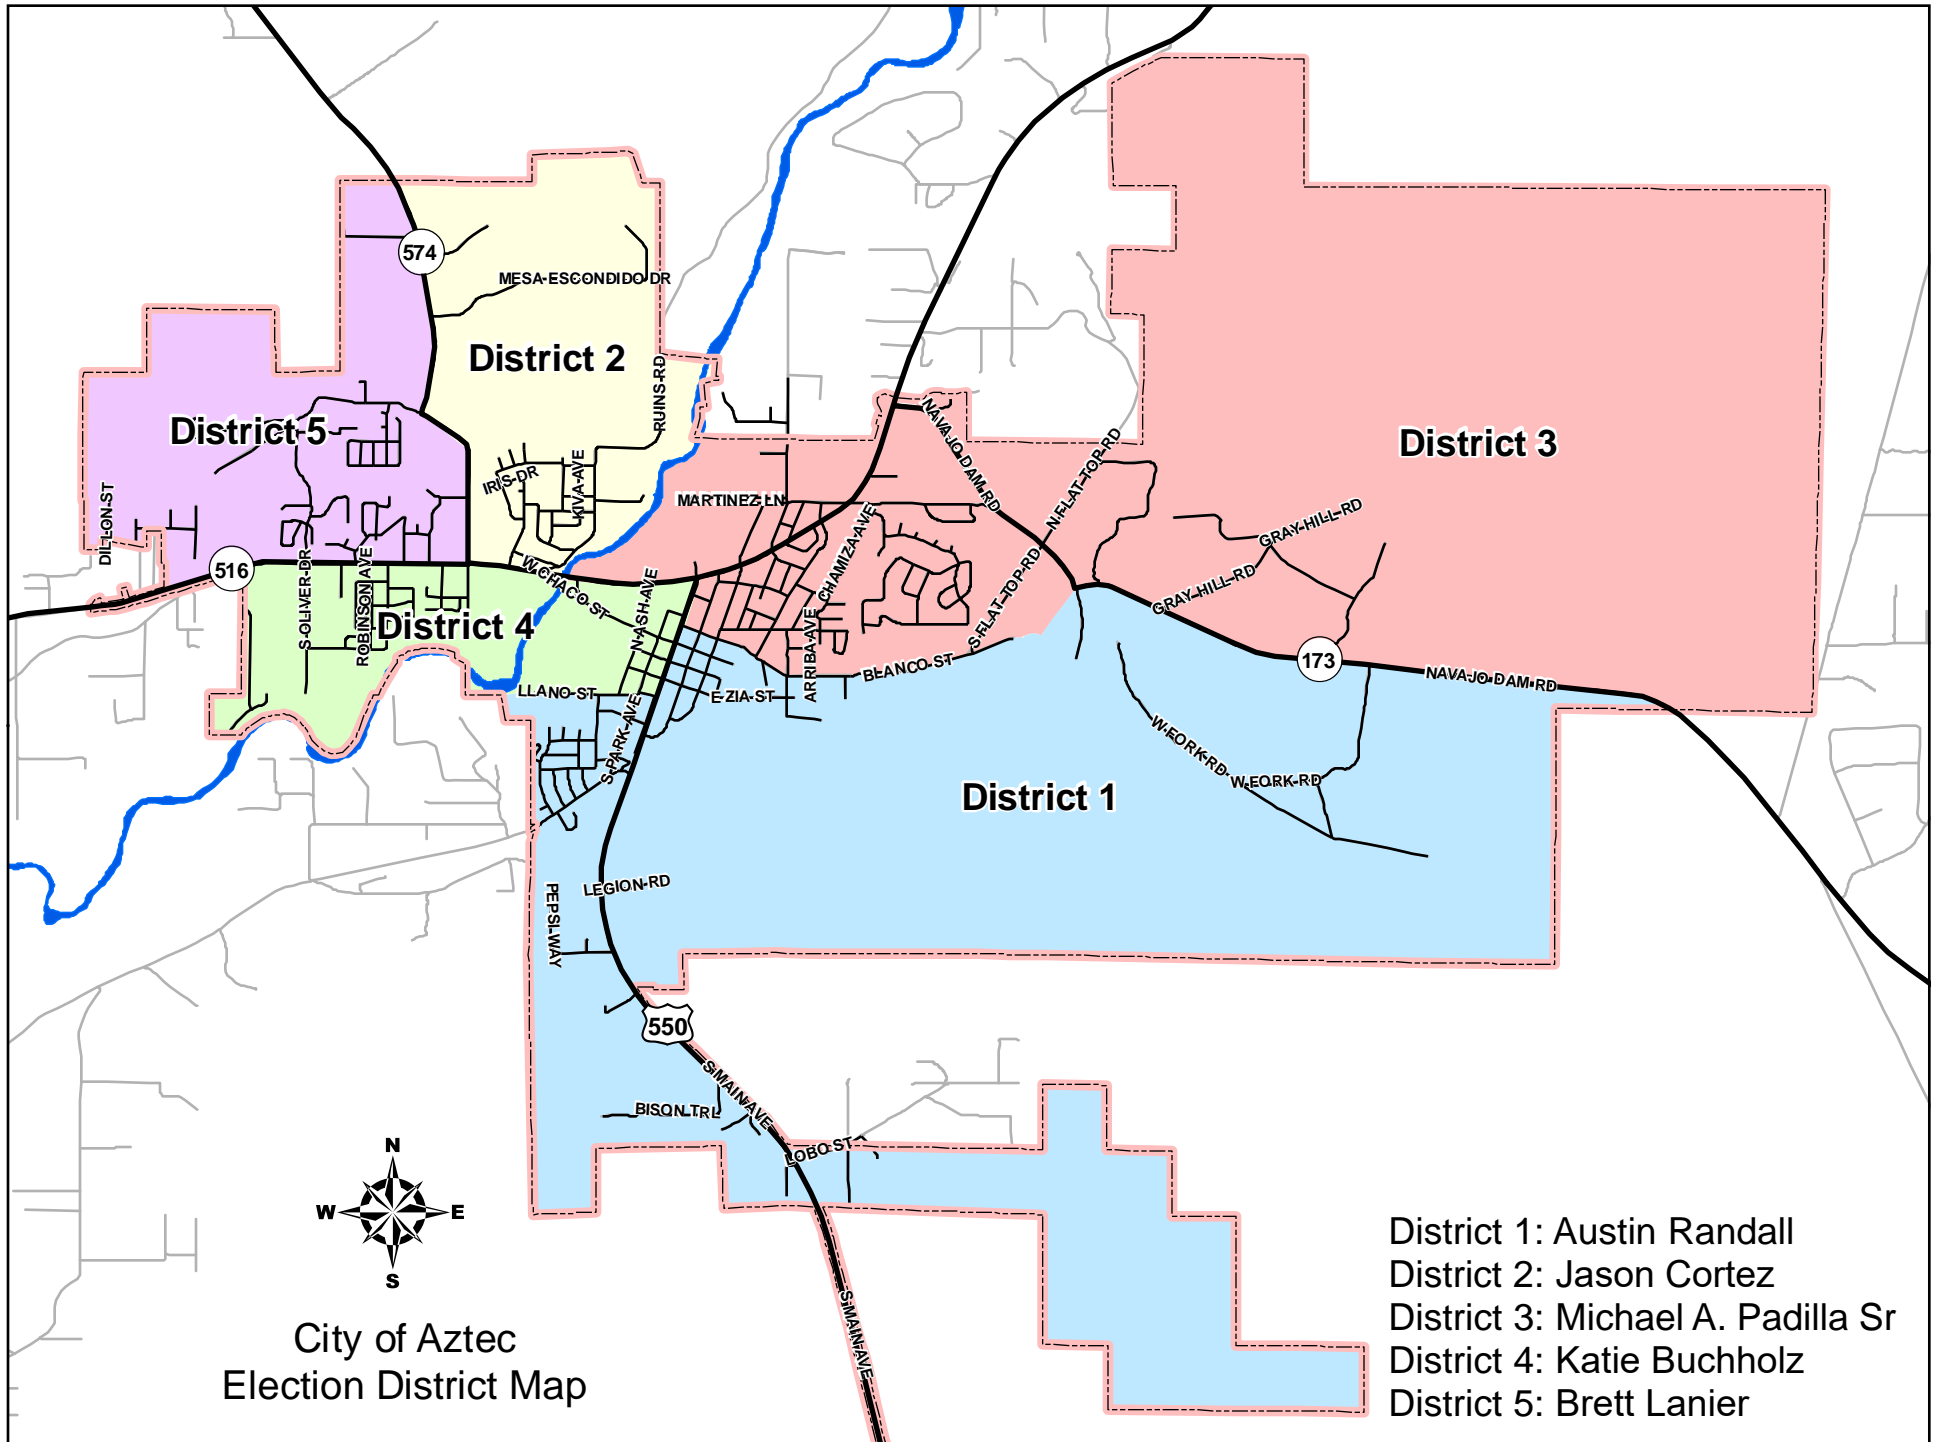 574
MESA ESCONDIDO DR
District 2
RUINS RD
District 5
NAVAJO DAM RD
District 3
N FLAT TOP RD
IRIS DR
KIVA AVE
MARTINEZ LN
DILLON ST
CHAMIZA AVE
GRAY HILL RD
516
S OLIVER DR
ROBINSON AVE
W CHACO ST
N ASH AVE
S FLAT TOP RD
GRAY HILL RD
District 4
ARRIBA AVE
BLANCO ST
173
NAVAJO DAM RD
LLANO ST
E ZIA ST
S PARK AVE
W FORK RD
W FORK RD
District 1
LEGION RD
PEPSI WAY
550
S MAIN AVE
BISON TRL
LOBO ST
N
W
E
S
S MAIN AVE
City of Aztec
Election District Map
District 1: Austin Randall
District 2: Jason Cortez
District 3: Michael A. Padilla Sr
District 4: Katie Buchholz
District 5: Brett Lanier